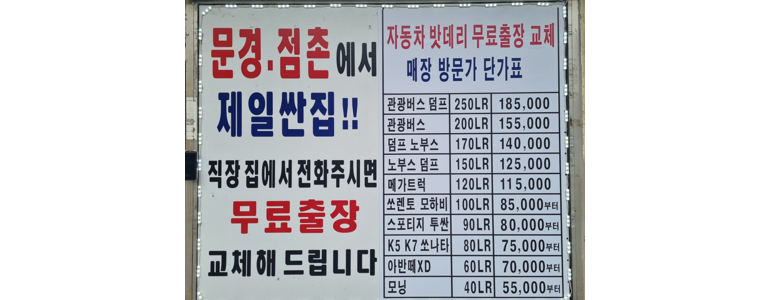 문경.점촌에서
제일싼집!!
직장 집에서 전화주시면
무료출장
교체해 드립니다
자동차 밧데리 무료출장 교체
매장 방문가 단가표
관광버스 덤프 250LR 185,000
관광버스 200LR 155,000
덤프 노부스 170LR 140,000
노부스 덤프 150LR 125,000
메가트럭 120LR 115,000
쏘렌토 모하비 100LR 85,000부터
스포티지 투싼 90LR 80,000부터
K5 K7 쏘나타 80LR 75,000부터
아반떼XD 60LR 70,000부터
모닝 40LR 55,000부터